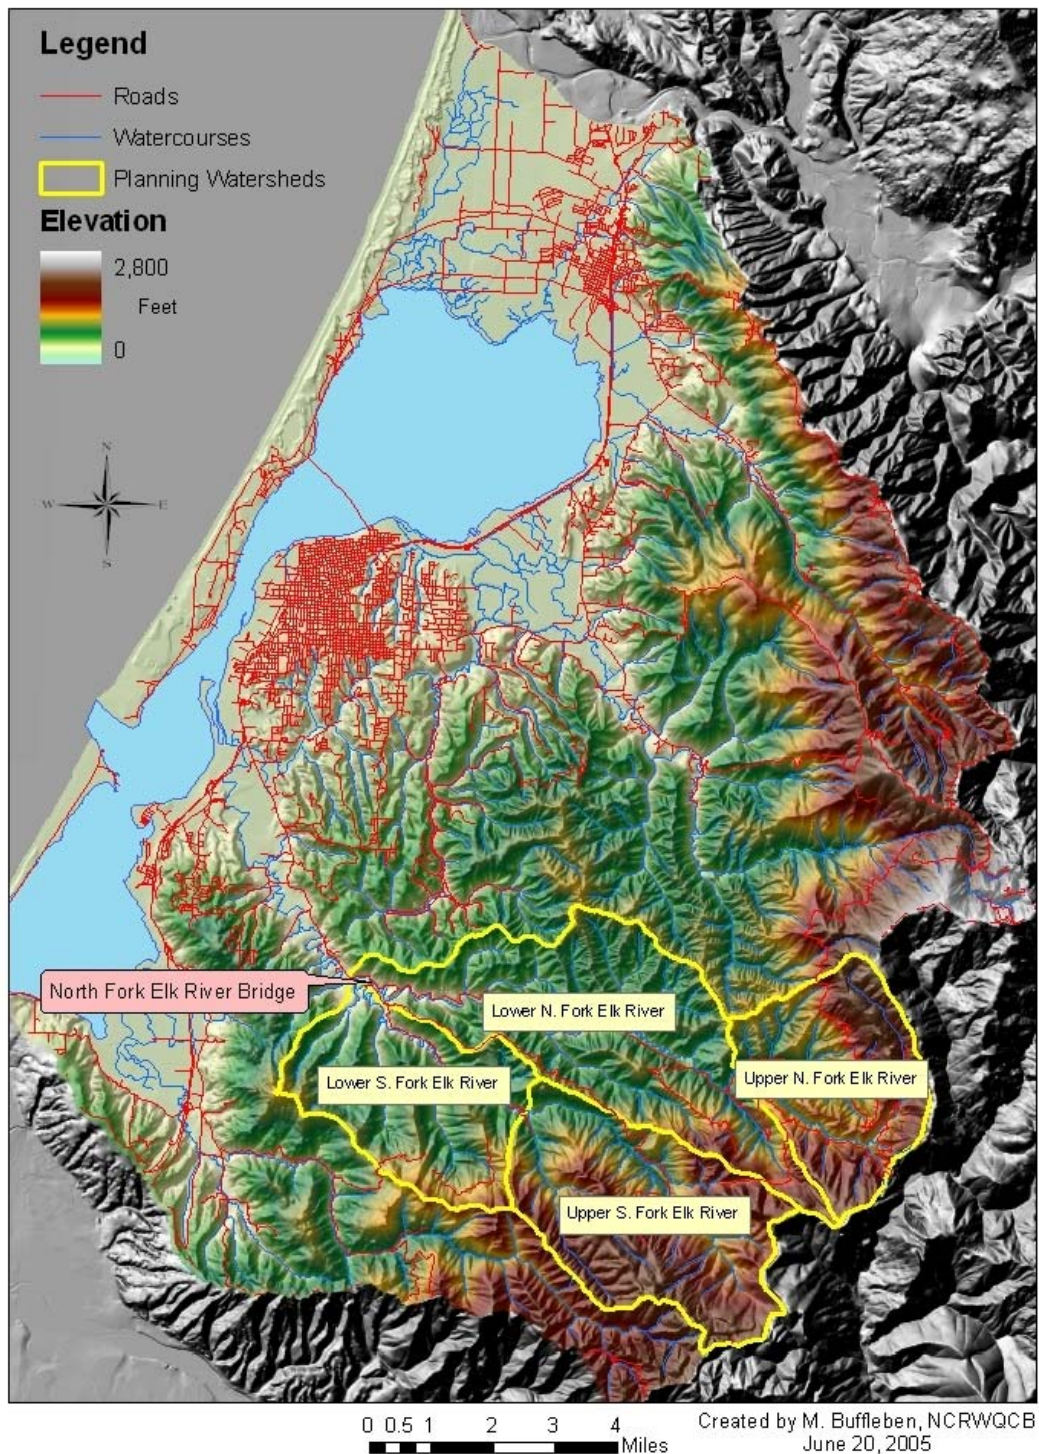 Legend
Roads
Watercourses
Planning Watersheds
Elevation
2,800
Feet
0
N
W E
S
North Fork Elk River Bridge
Lower N. Fork Elk River
Lower S. Fork Elk River
Upper N. Fork Elk River
Upper S. Fork Elk River
0 0.5 1 2 3 4
Miles
Created by M. Buffleben, NCRWQCB
June 20, 2005